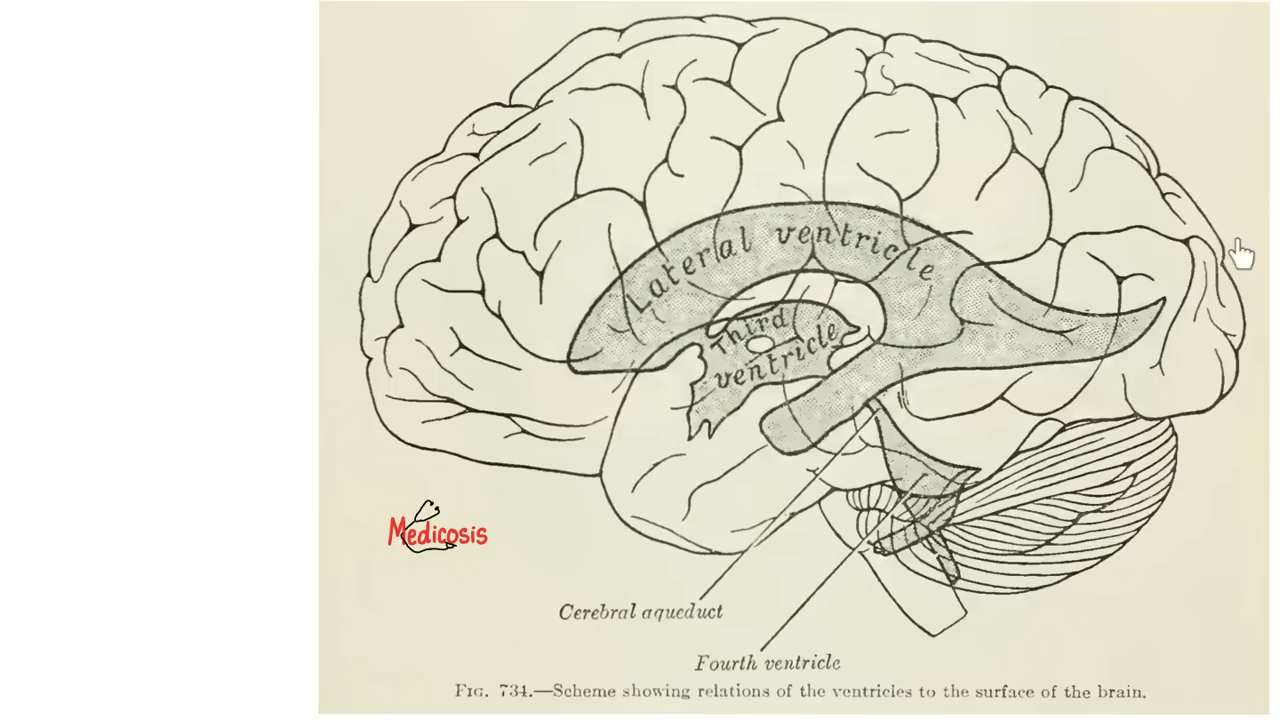 Lateral ventricle
Third
ventricle
Medicosis
Cerebral aqueduct
Fourth ventricle
FIG. 734.—Scheme showing relations of the ventricles to the surface of the brain.